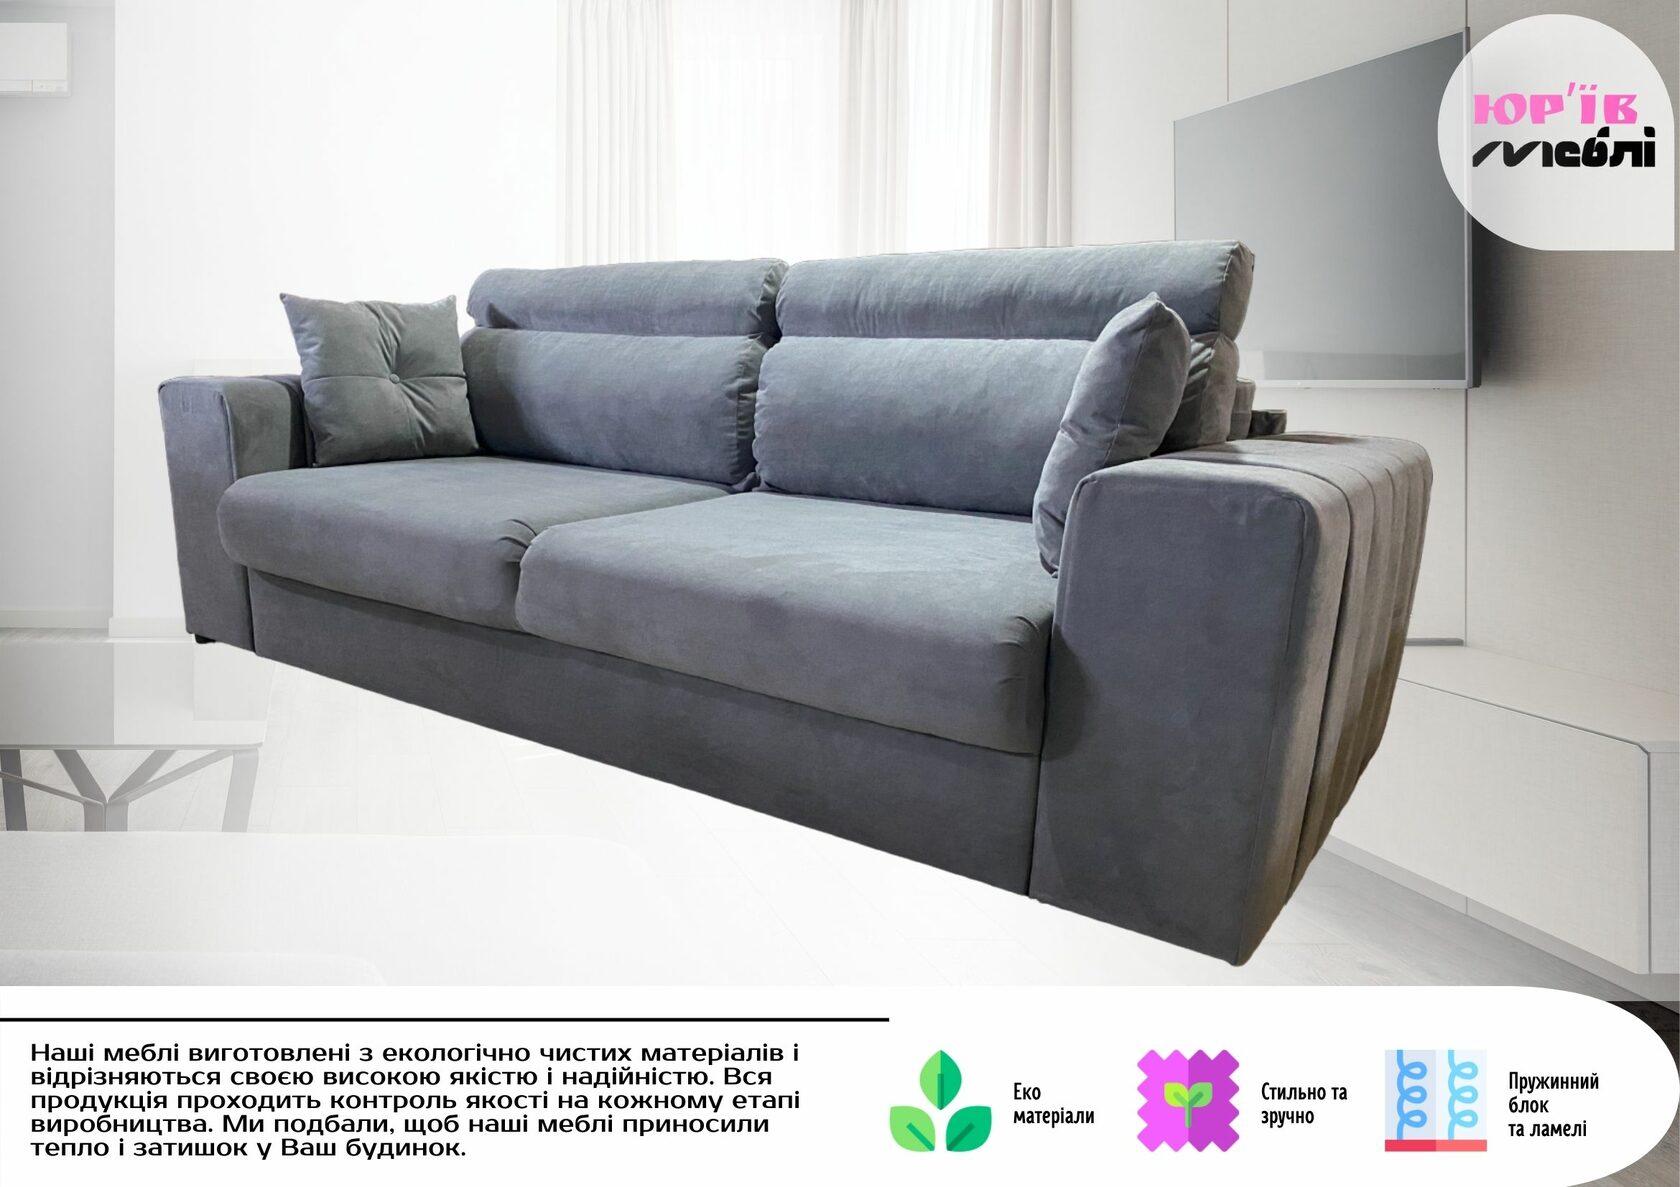 ЮР'ЇВ
меблі
Наші меблі виготовлені з екологічно чистих матеріалів і
відрізняються своєю високою якістю і надійністю. Вся
продукція проходить контроль якості на кожному етапі
виробництва. Ми подбали, щоб наші меблі приносили
тепло і затишок у Ваш будинок.
Еко
матеріали
Стильно та
зручно
Пружинний
блок
та ламелі